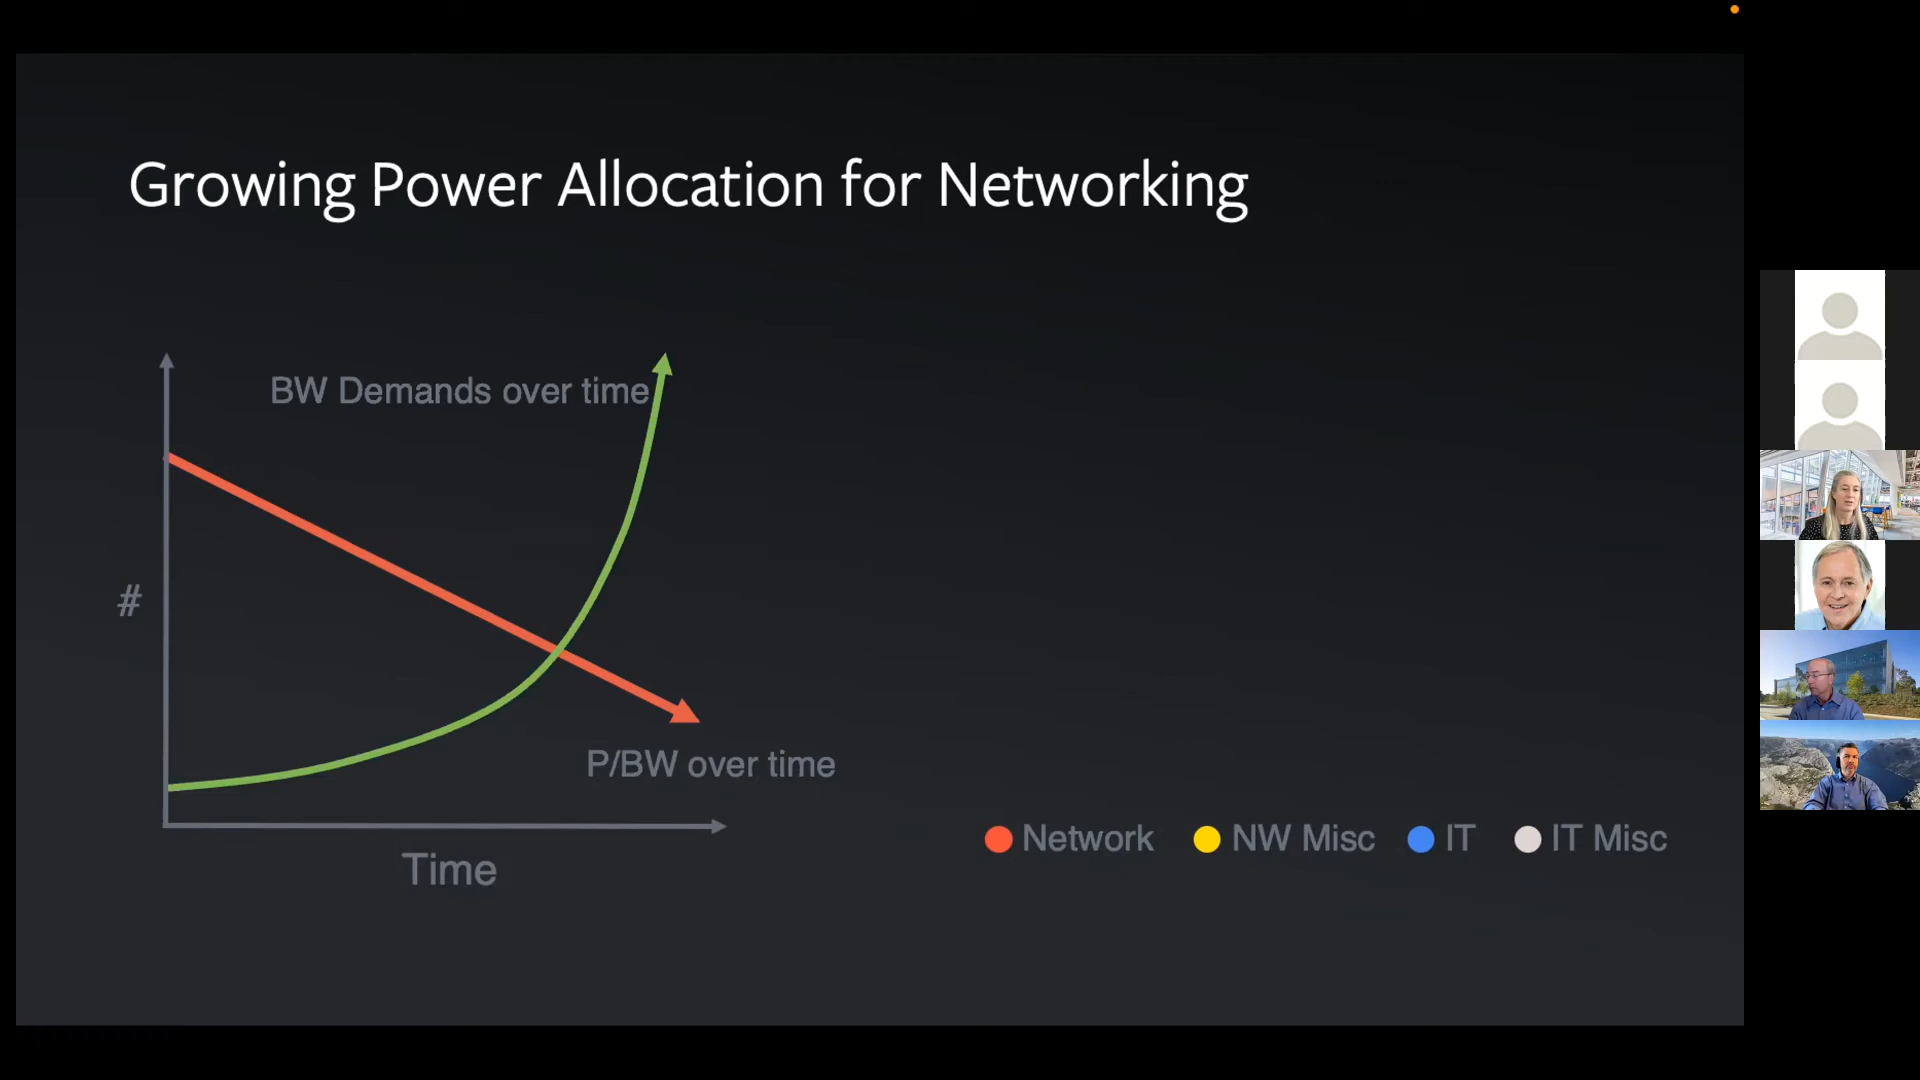 Growing Power Allocation for Networking
BW Demands over time
#
P/BW over time
Time
Network
NW Misc
IT
IT Misc